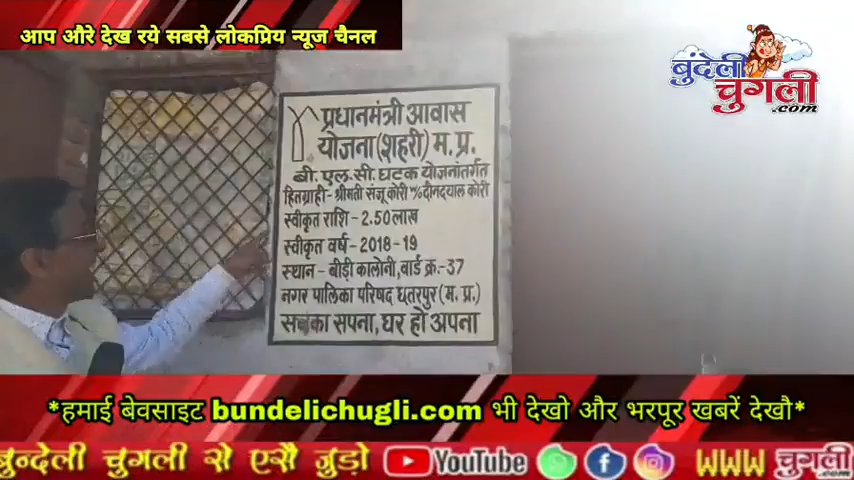 आप औरे देख रये सबसे लोकप्रिय न्यूज चैनल
बुंदेली
चुगली
.com
प्रधानमंत्री आवास
योजना (शहरी) म. प्र.
बी. एल. सी. घटक योजनांतर्गत
हितग्राही - श्रीमती संजू कोरी %दीनदयाल कोरी
स्वीकृत राशि - 2.50 लाख
स्वीकृत वर्ष - 2018 - 19
स्थान - बीड़ी कालोनी, वार्ड क्र. - 37
नगर पालिका परिषद छतरपुर (म. प्र.)
सबका सपना, घर हो अपना
*हमाई बेवसाइट bundelichugli.com भी देखो और भरपूर खबरें देखौ*
बुन्देली चुगली से एसै जुड़ो YouTube WWW चुगली
.com